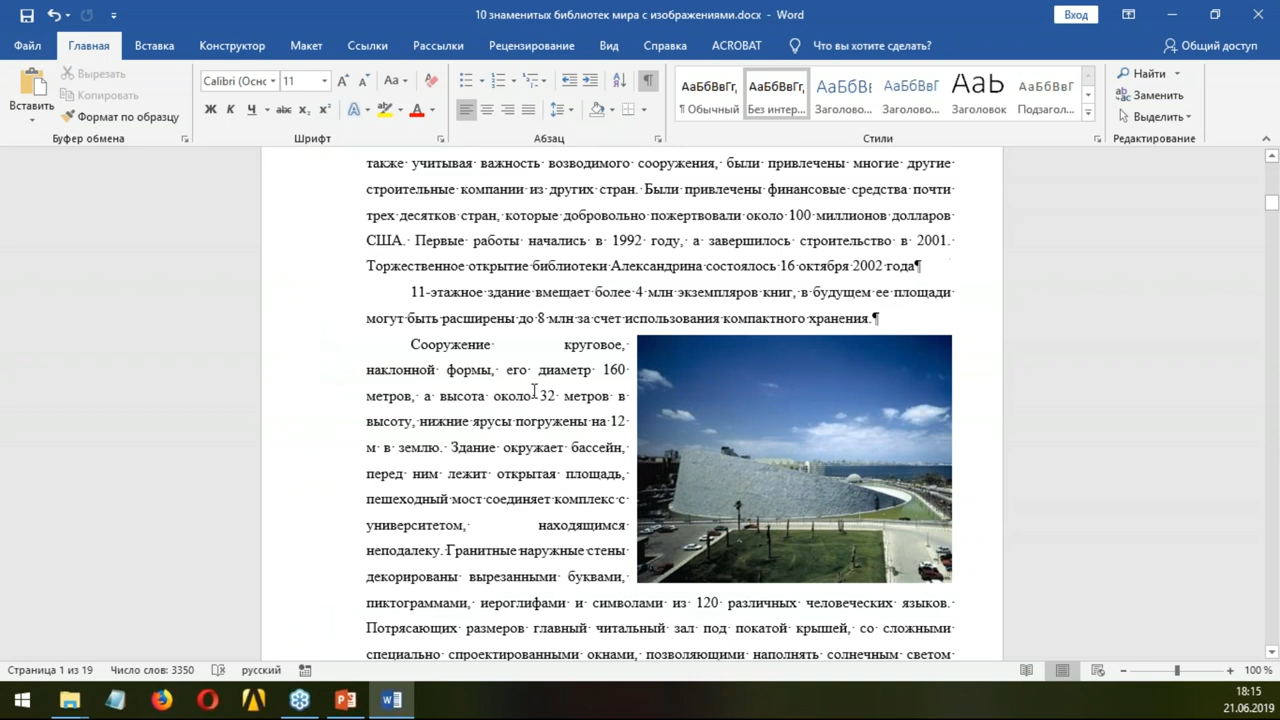 10 знаменитых библиотек мира с изображениями.docx - Word
Вход
Файл Главная Вставка Конструктор Макет Ссылки Рассылки Рецензирование Вид Справка ACROBAT Что вы хотите сделать? Общий доступ
Вставить
Вырезать
Копировать
Формат по образцу
Calibri (Оснс 11
Aa
Ж К Ч abc x₂ x²
АаБбВвГг, АаБбВвГг, АаБбВг АаБбВвГ АаЬ АаБбВвГ
¶ Обычный Без интер... Заголово... Заголово... Заголовок Подзагол...
Найти
Заменить
Выделить
Буфер обмена Шрифт Абзац Стили Редактирование
также учитывая важность возводимого сооружения, были привлечены многие другие
строительные компании из других стран. Были привлечены финансовые средства почти
трех десятков стран, которые добровольно пожертвовали около 100 миллионов долларов
США. Первые работы начались в 1992 году, а завершилось строительство в 2001.
Торжественное открытие библиотеки Александрина состоялось 16 октября 2002 года¶
11-этажное здание вмещает более 4 млн экземпляров книг, в будущем ее площади
могут быть расширены до 8 млн за счет использования компактного хранения.¶
Сооружение круговое,
наклонной формы, его диаметр 160
метров, а высота около 32 метров в
высоту, нижние ярусы погружены на 12
м в землю. Здание окружает бассейн,
перед ним лежит открытая площадь,
пешеходный мост соединяет комплекс с
университетом, находящимся
неподалеку. Гранитные наружные стены
декорированы вырезанными буквами,
пиктограммами, иероглифами и символами из 120 различных человеческих языков.
Потрясающих размеров главный читальный зал под покатой крышей, со сложными
специально спроектированными окнами, позволяющими наполнять солнечным светом
Страница 1 из 19 Число слов: 3350 русский 100 %
18:15
21.06.2019